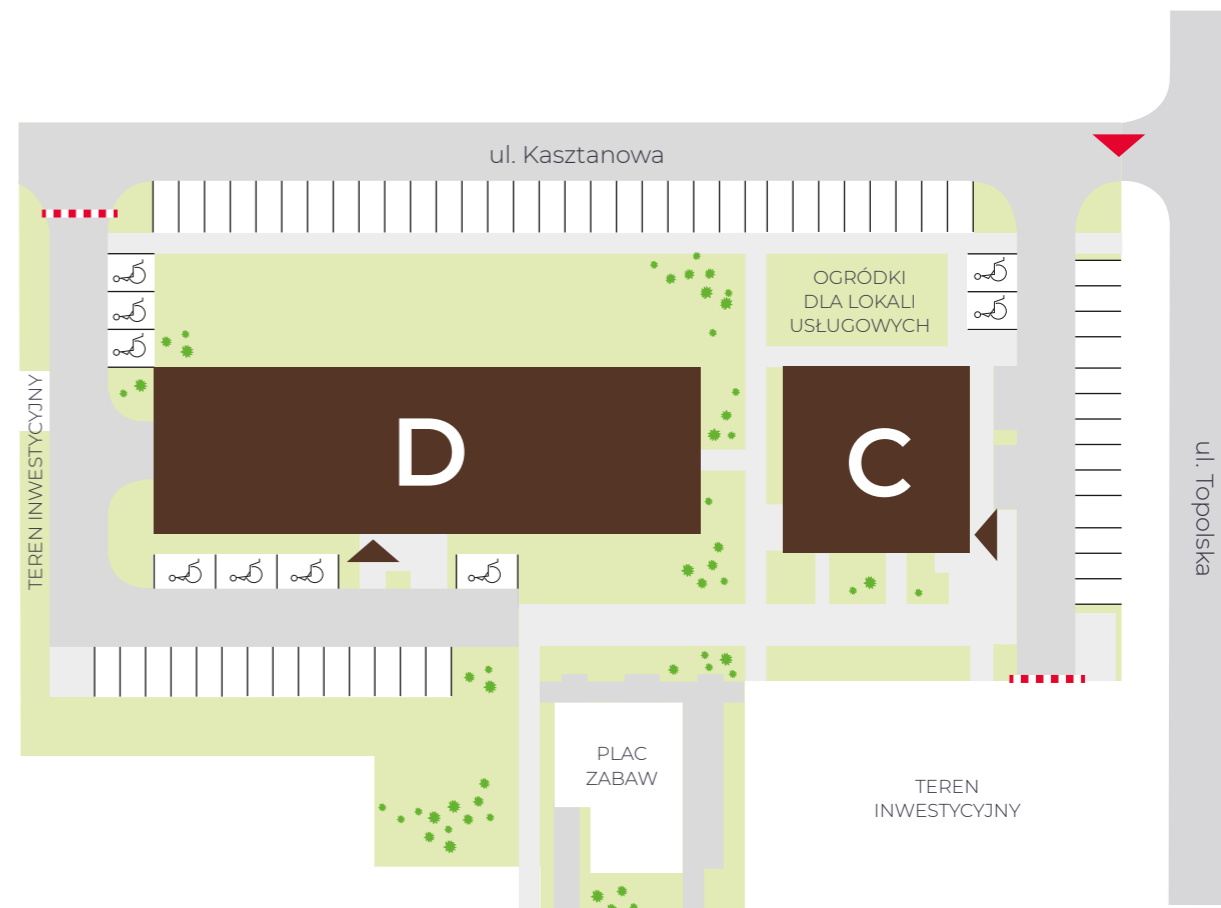 ul. Kasztanowa
OGRÓDKI
DLA LOKALI
USŁUGOWYCH
TEREN INWESTYCYJNY
D
C
ul. Topolska
PLAC
ZABAW
TEREN
INWESTYCYJNY